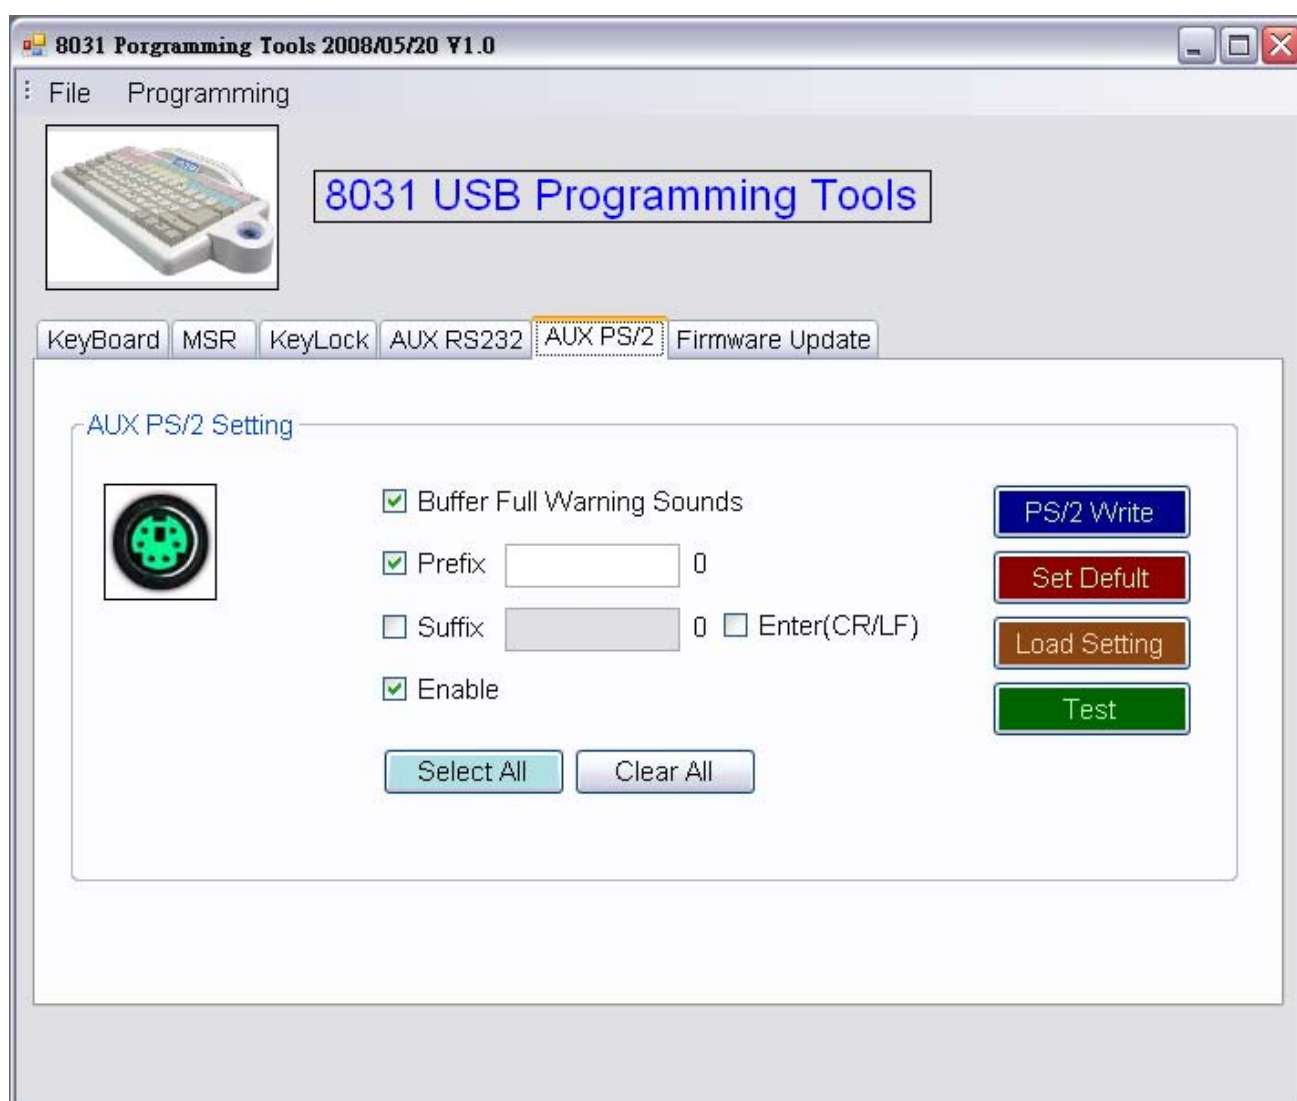 8031 Porgramming Tools 2008/05/20 V1.0
File Programming
8031 USB Programming Tools
KeyBoard MSR KeyLock AUX RS232 AUX PS/2 Firmware Update
AUX PS/2 Setting
Buffer Full Warning Sounds
PS/2 Write
Prefix 0
Set Defult
Suffix 0 Enter(CR/LF)
Load Setting
Enable
Test
Select All Clear All